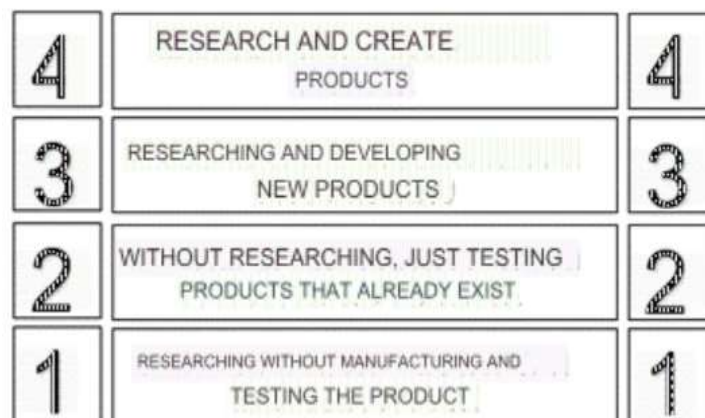 4 RESEARCH AND CREATE 4
PRODUCTS
3 RESEARCHING AND DEVELOPING 3
NEW PRODUCTS
2 WITHOUT RESEARCHING, JUST TESTING 2
PRODUCTS THAT ALREADY EXIST
1 RESEARCHING WITHOUT MANUFACTURING AND 1
TESTING THE PRODUCT